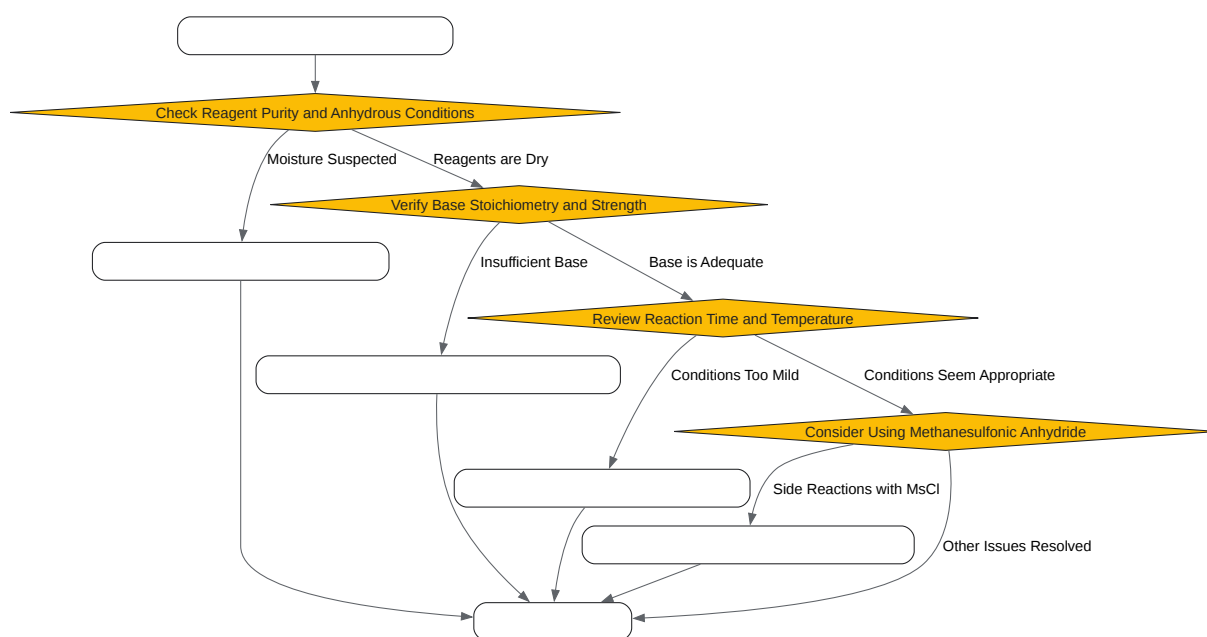 Check Reagent Purity and Anhydrous Conditions
Moisture Suspected
Reagents are Dry
Verify Base Stoichiometry and Strength
Insufficient Base
Base is Adequate
Review Reaction Time and Temperature
Conditions Too Mild
Conditions Seem Appropriate
Consider Using Methanesulfonic Anhydride
Side Reactions with MsCl
Other Issues Resolved